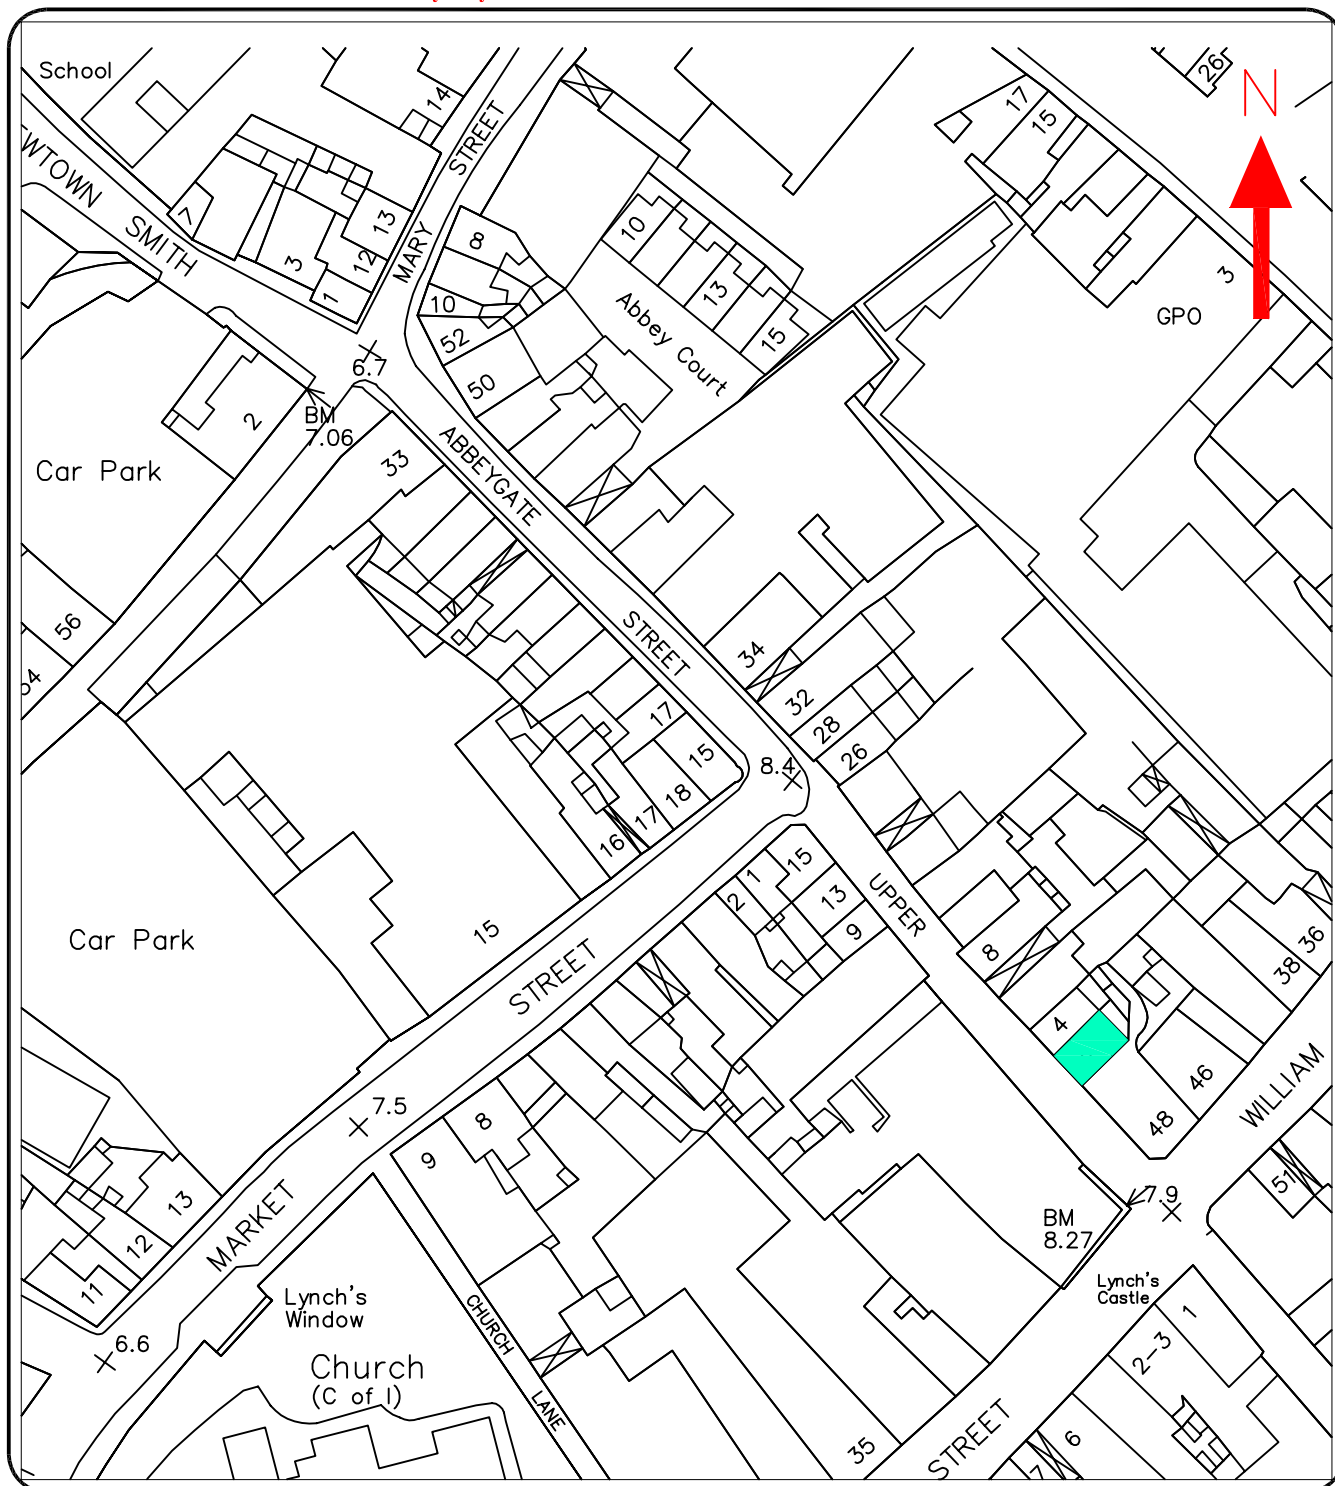 School
26
N
17
15
14
STREET
WTOWN
SMITH
7
3
13
12
1
MARY
8
10
52
50
10
13
15
Abbey Court
3
GPO
6.7
BM
7.06
2
Car Park
33
ABBEYGATE
STREET
56
34
32
28
26
17
15
8.4
18
17
16
15
Car Park
STREET
2
1
15
13
9
UPPER
8
4
36
38
46
48
WILLIAM
51
7.5
8
9
7.9
BM
8.27
13
12
11
MARKET
6.6
Lynch's
Window
Church
(C of I)
CHURCH
LANE
Lynch's
Castle
1
2-3
6
7
35
STREET